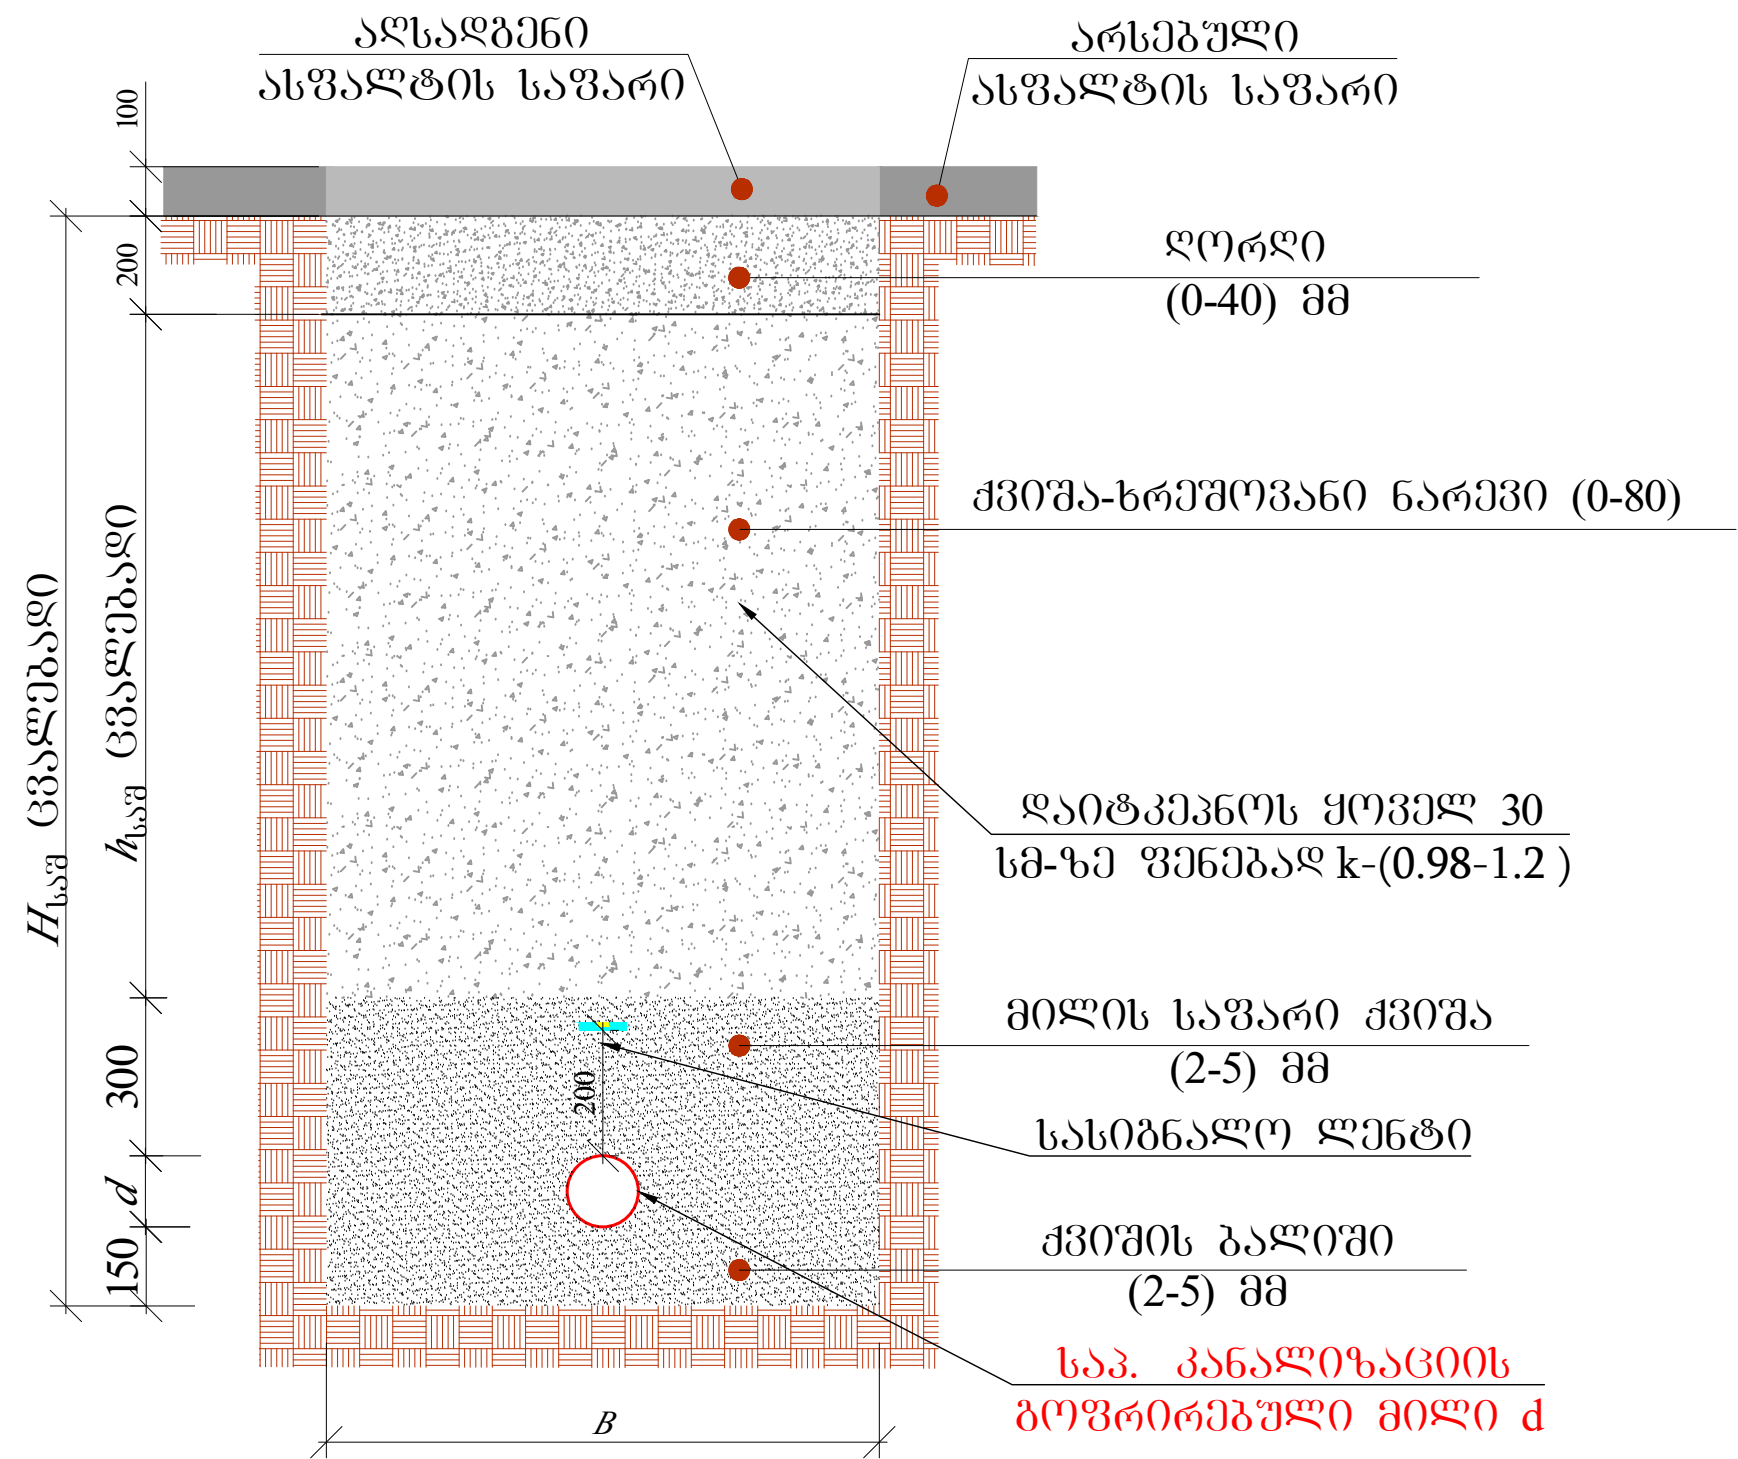 აღსადგენი
ასფალტის საფარი
არსებული
ასფალტის საფარი
100
200
ღორღი
(0-40) მმ
ქვიშა-ხრეშოვანი ნარევი (0-80)
Hსაშ ცვალებადი
hსაშ ცვალებადი
დაიტკეპნოს ყოველ 30
სმ-ზე ფენებად k-(0.98-1.2 )
მილის საფარი ქვიშა
(2-5) მმ
300
200
სასიგნალო ლენტი
d
150
ქვიშის ბალიში
(2-5) მმ
საპ. კანალიზაციის
გოფრირებული მილი d
B